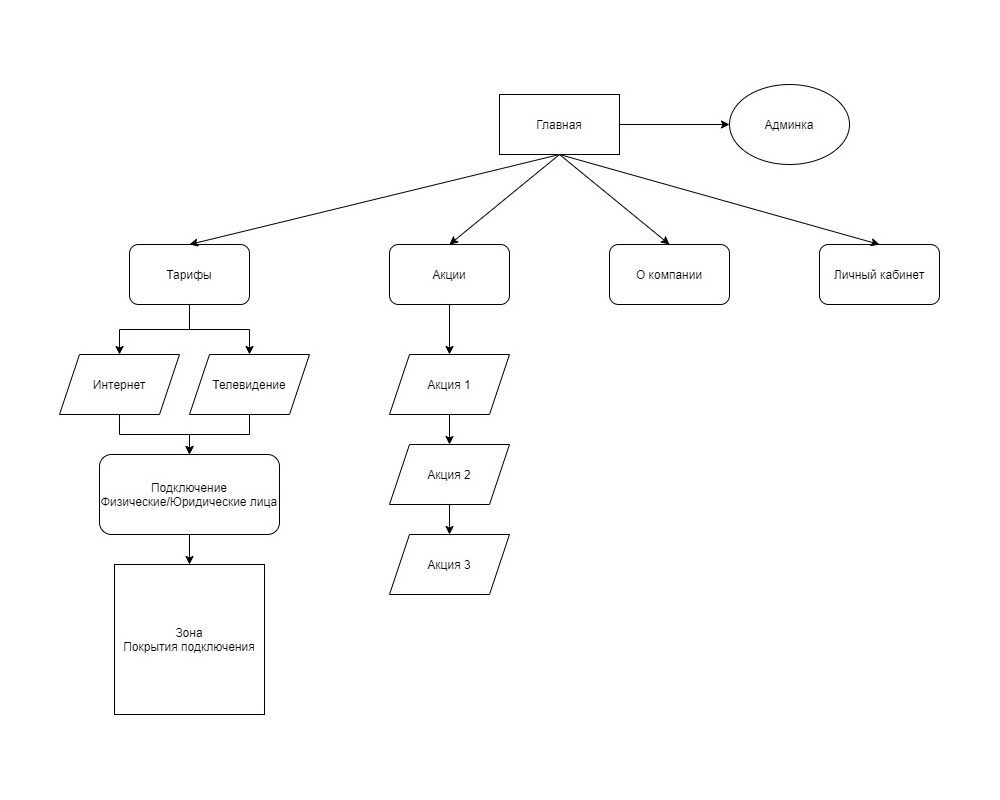 Главная
Админка
Тарифы
Акции
О компании
Личный кабинет
Интернет
Телевидение
Акция 1
Подключение
Физические/Юридические лица
Акция 2
Акция 3
Зона
Покрытия подключения